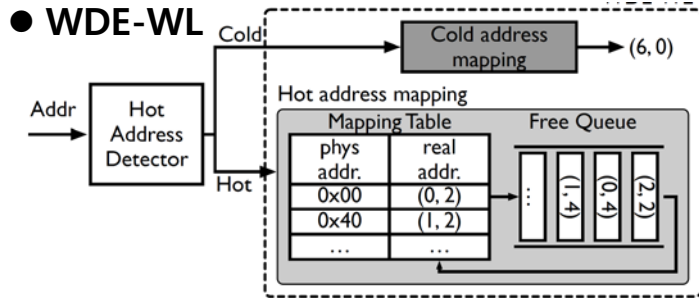 ● WDE-WL
Cold
Cold address
mapping
(6, 0)
Addr
Hot
Address
Detector
Hot
Hot address mapping
Mapping Table
Free Queue
phys
addr.
real
addr.
0x00
(0, 2)
0x40
(1, 2)
...
...
...
(1, 4)
(0, 4)
(2, 2)